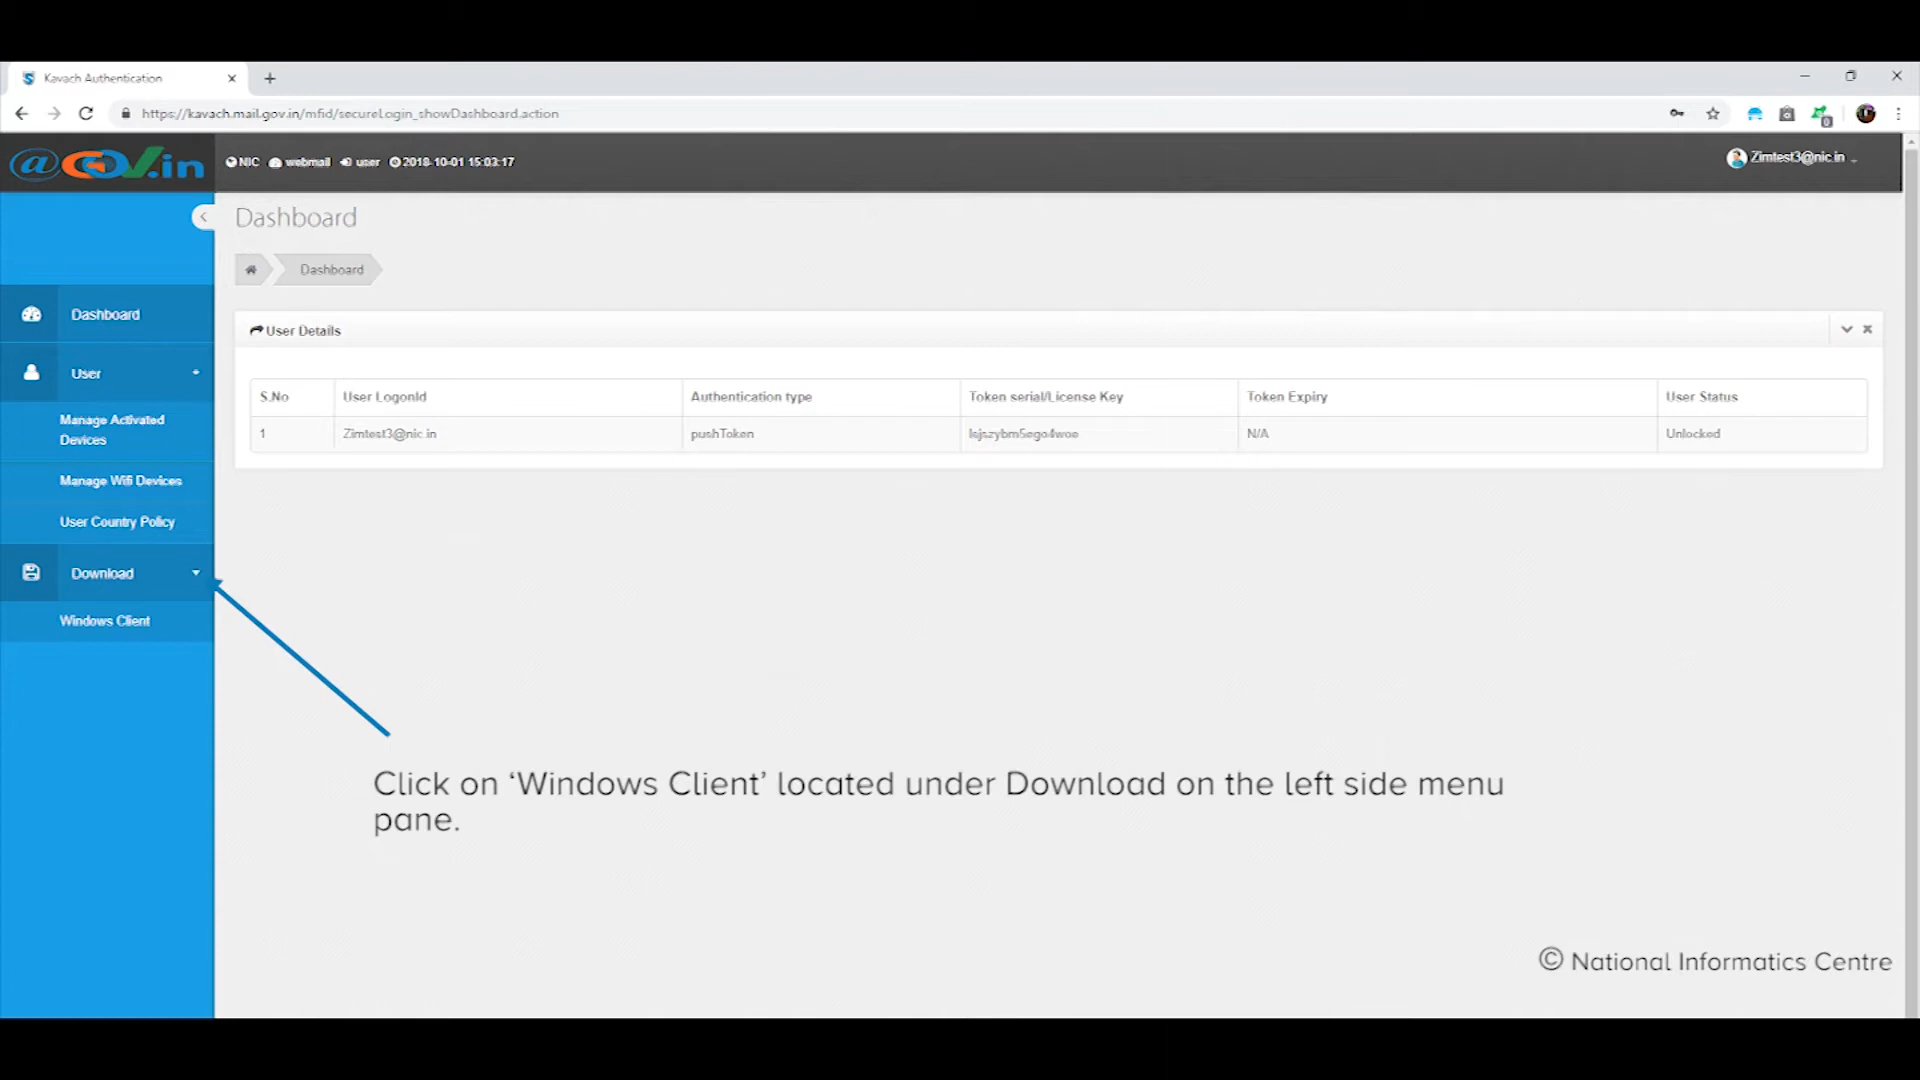 Kavach Authentication
https://kavach.mail.gov.in/mfid/secureLogin_showDashboard.action
@GOV.in
NIC webmail user 2018-10-01 15:03:17
Zimtest3@nic.in
Dashboard
Dashboard
Dashboard
User
Manage Activated
Devices
Manage Wifi Devices
User Country Policy
Download
Windows Client
User Details
S.No User LogonId Authentication type Token serial/License Key Token Expiry User Status
1 Zimtest3@nic.in pushToken N/A Unlocked
Click on ‘Windows Client’ located under Download on the left side menu
pane.
© National Informatics Centre